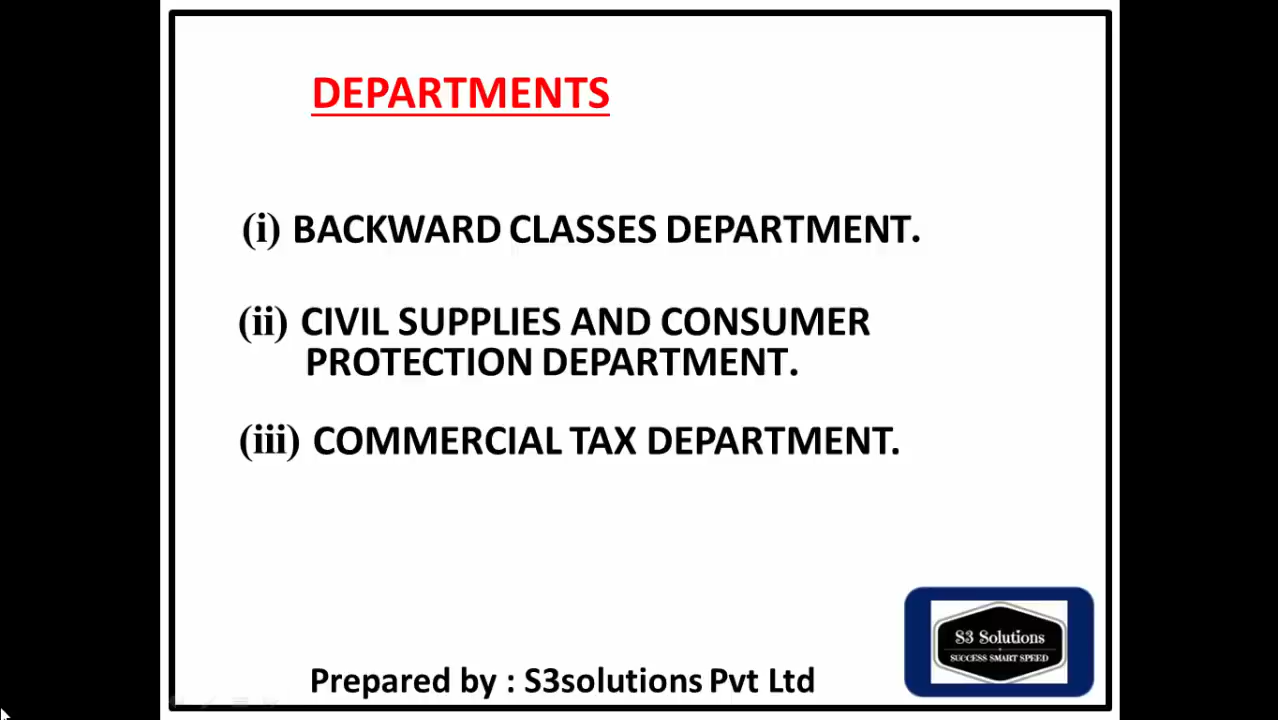 DEPARTMENTS
(i) BACKWARD CLASSES DEPARTMENT.
(ii) CIVIL SUPPLIES AND CONSUMER
PROTECTION DEPARTMENT.
(iii) COMMERCIAL TAX DEPARTMENT.
S3 Solutions
SUCCESS SMART SPEED
Prepared by : S3solutions Pvt Ltd